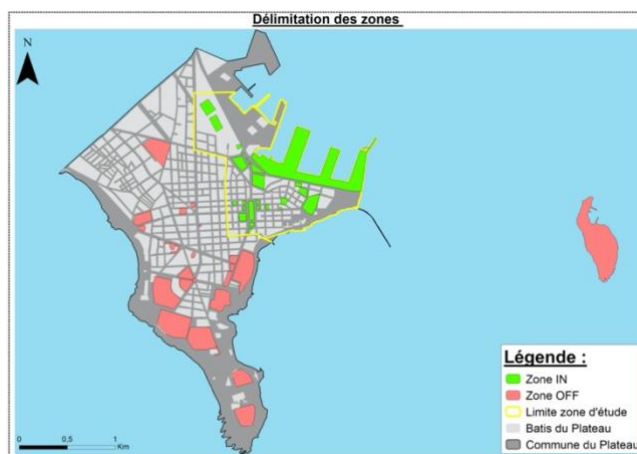 Délimitation des zones
N
Légende :
Zone IN
Zone OFF
Limite zone d'étude
Batis du Plateau
Commune du Plateau
0 0,5 1
Km